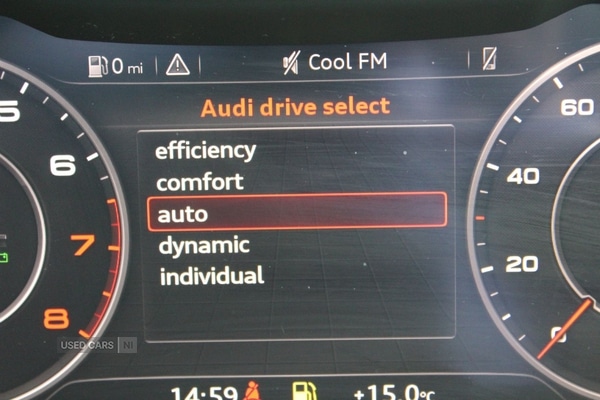 0 mi
Cool FM
Audi drive select
efficiency
comfort
auto
dynamic
individual
5
6
7
8
60
40
20
0
USED CARS NI
14:59
+15.0°C